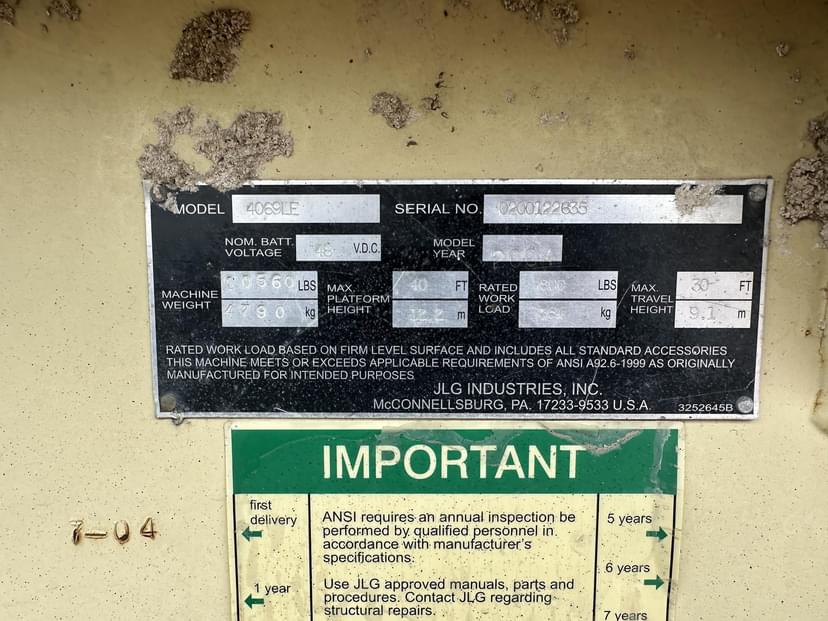 MODEL 4069LE SERIAL NO. 0200122635
NOM. BATT. VOLTAGE 48 V.D.C. MODEL YEAR
MACHINE WEIGHT 10560 LBS MAX. PLATFORM HEIGHT 40 FT RATED WORK LOAD 800 LBS MAX. TRAVEL HEIGHT 30 FT
4790 kg 12.2 m kg 9.1 m
RATED WORK LOAD BASED ON FIRM LEVEL SURFACE AND INCLUDES ALL STANDARD ACCESSORIES
THIS MACHINE MEETS OR EXCEEDS APPLICABLE REQUIREMENTS OF ANSI A92.6-1999 AS ORIGINALLY
MANUFACTURED FOR INTENDED PURPOSES
JLG INDUSTRIES, INC.
McCONNELLSBURG, PA. 17233-9533 U.S.A. 3252645B
IMPORTANT
first
delivery
ANSI requires an annual inspection be
performed by qualified personnel in
accordance with manufacturer's
specifications.
5 years
6 years
1 year
Use JLG approved manuals, parts and
procedures. Contact JLG regarding
structural repairs.
7 years
7-04